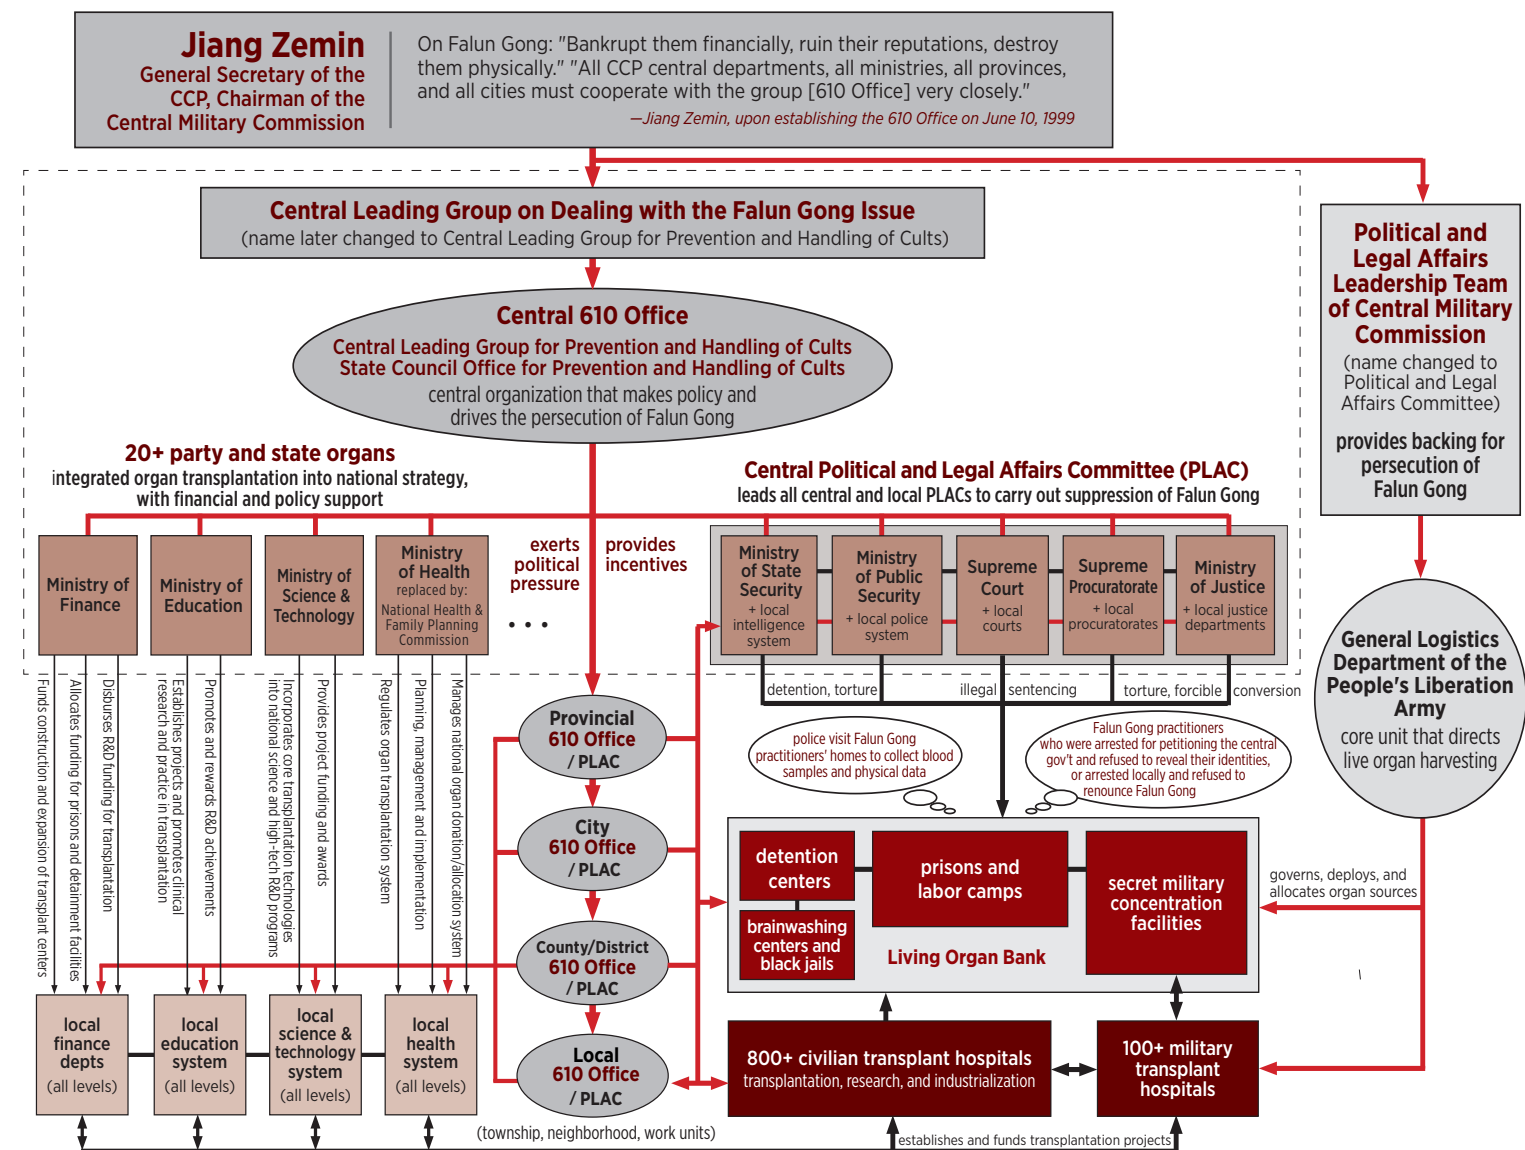 Jiang Zemin
General Secretary of the
CCP, Chairman of the
Central Military Commission
On Falun Gong: "Bankrupt them financially, ruin their reputations, destroy
them physically." "All CCP central departments, all ministries, all provinces,
and all cities must cooperate with the group [610 Office] very closely."
—Jiang Zemin, upon establishing the 610 Office on June 10, 1999
Central Leading Group on Dealing with the Falun Gong Issue
(name later changed to Central Leading Group for Prevention and Handling of Cults)
Political and
Legal Affairs
Leadership Team
of Central Military
Commission
(name changed to
Political and Legal
Affairs Committee)
provides backing for
persecution of
Falun Gong
Central 610 Office
Central Leading Group for Prevention and Handling of Cults
State Council Office for Prevention and Handling of Cults
central organization that makes policy and
drives the persecution of Falun Gong
20+ party and state organs
integrated organ transplantation into national strategy,
with financial and policy support
Central Political and Legal Affairs Committee (PLAC)
leads all central and local PLACs to carry out suppression of Falun Gong
exerts
political
pressure
provides
incentives
Ministry of
Finance
Ministry of
Education
Ministry of
Science &
Technology
Ministry
of Health
replaced by:
National Health &
Family Planning
Commission
• • •
Ministry
of State
Security
+ local
intelligence
system
Ministry
of Public
Security
+ local police
system
Supreme
Court
+ local
courts
Supreme
Procuratorate
+ local
procuratorates
Ministry
of Justice
+ local justice
departments
General Logistics
Department of the
People's Liberation
Army
core unit that directs
live organ harvesting
Funds construction and expansion of transplant centers
Allocates funding for prisons and detainment facilities
Disburses R&D funding for transplantation
Establishes projects and promotes clinical
research and practice in transplantation
Promotes and rewards R&D achievements
Incorporates core transplantation technologies
into national science and high-tech R&D programs
Provides project funding and awards
Regulates organ transplantation system
Planning, management and implementation
Manages national organ donation/allocation system
detention, torture
illegal sentencing
torture, forcible conversion
police visit Falun Gong
practitioners' homes to collect blood
samples and physical data
Falun Gong practitioners
who were arrested for petitioning the central
gov't and refused to reveal their identities,
or arrested locally and refused to
renounce Falun Gong
Provincial
610 Office
/ PLAC
City
610 Office
/ PLAC
County/District
610 Office
/ PLAC
Local
610 Office
/ PLAC
(township, neighborhood, work units)
detention
centers
prisons and
labor camps
secret military
concentration
facilities
brainwashing
centers and
black jails
Living Organ Bank
governs, deploys, and
allocates organ sources
local
finance
depts
(all levels)
local
education
system
(all levels)
local
science &
technology
system
(all levels)
local
health
system
(all levels)
800+ civilian transplant hospitals
transplantation, research, and industrialization
100+ military
transplant
hospitals
establishes and funds transplantation projects